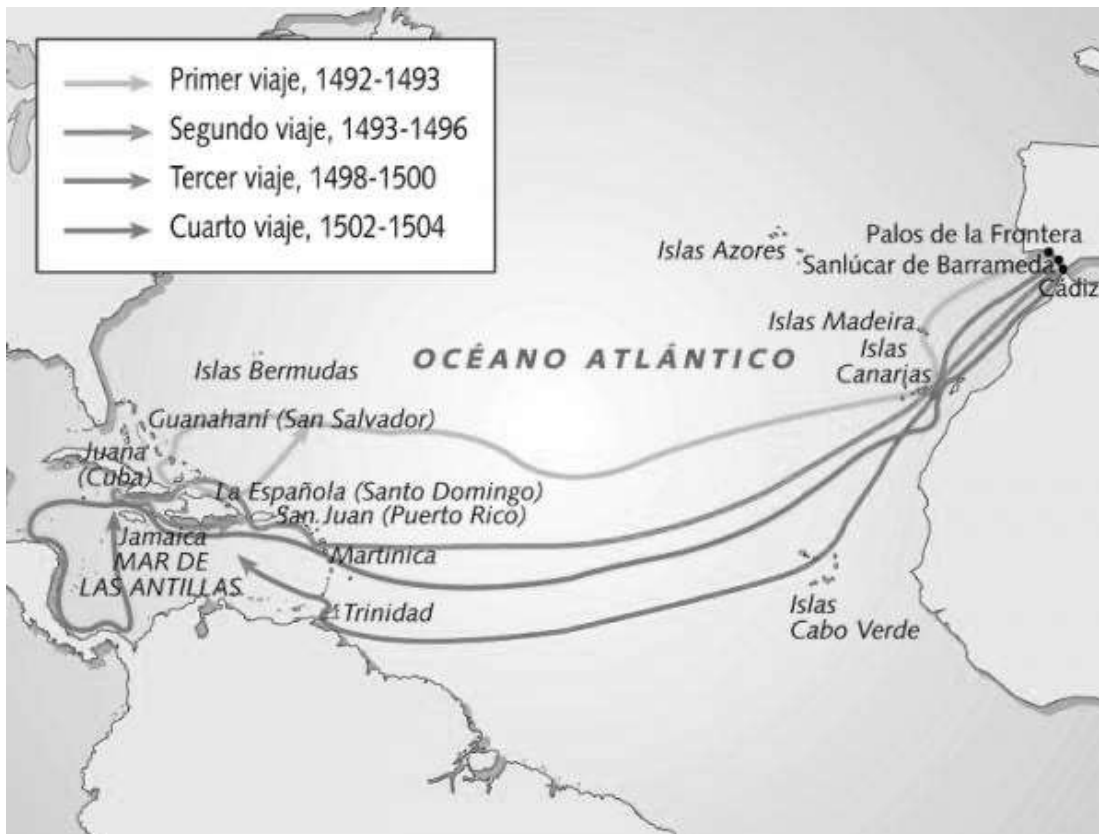 Primer viaje, 1492-1493
Segundo viaje, 1493-1496
Tercer viaje, 1498-1500
Cuarto viaje, 1502-1504
Palos de la Frontera
Islas Azores
Sanlúcar de Barrameda
Cádiz
Islas Madeira
Islas
Canarias
OCÉANO ATLÁNTICO
Islas Bermudas
Guanahaní (San Salvador)
Juana
(Cuba)
La Española (Santo Domingo)
San Juan (Puerto Rico)
Jamaica
MAR DE
LAS ANTILLAS
Martinica
Trinidad
Islas
Cabo Verde